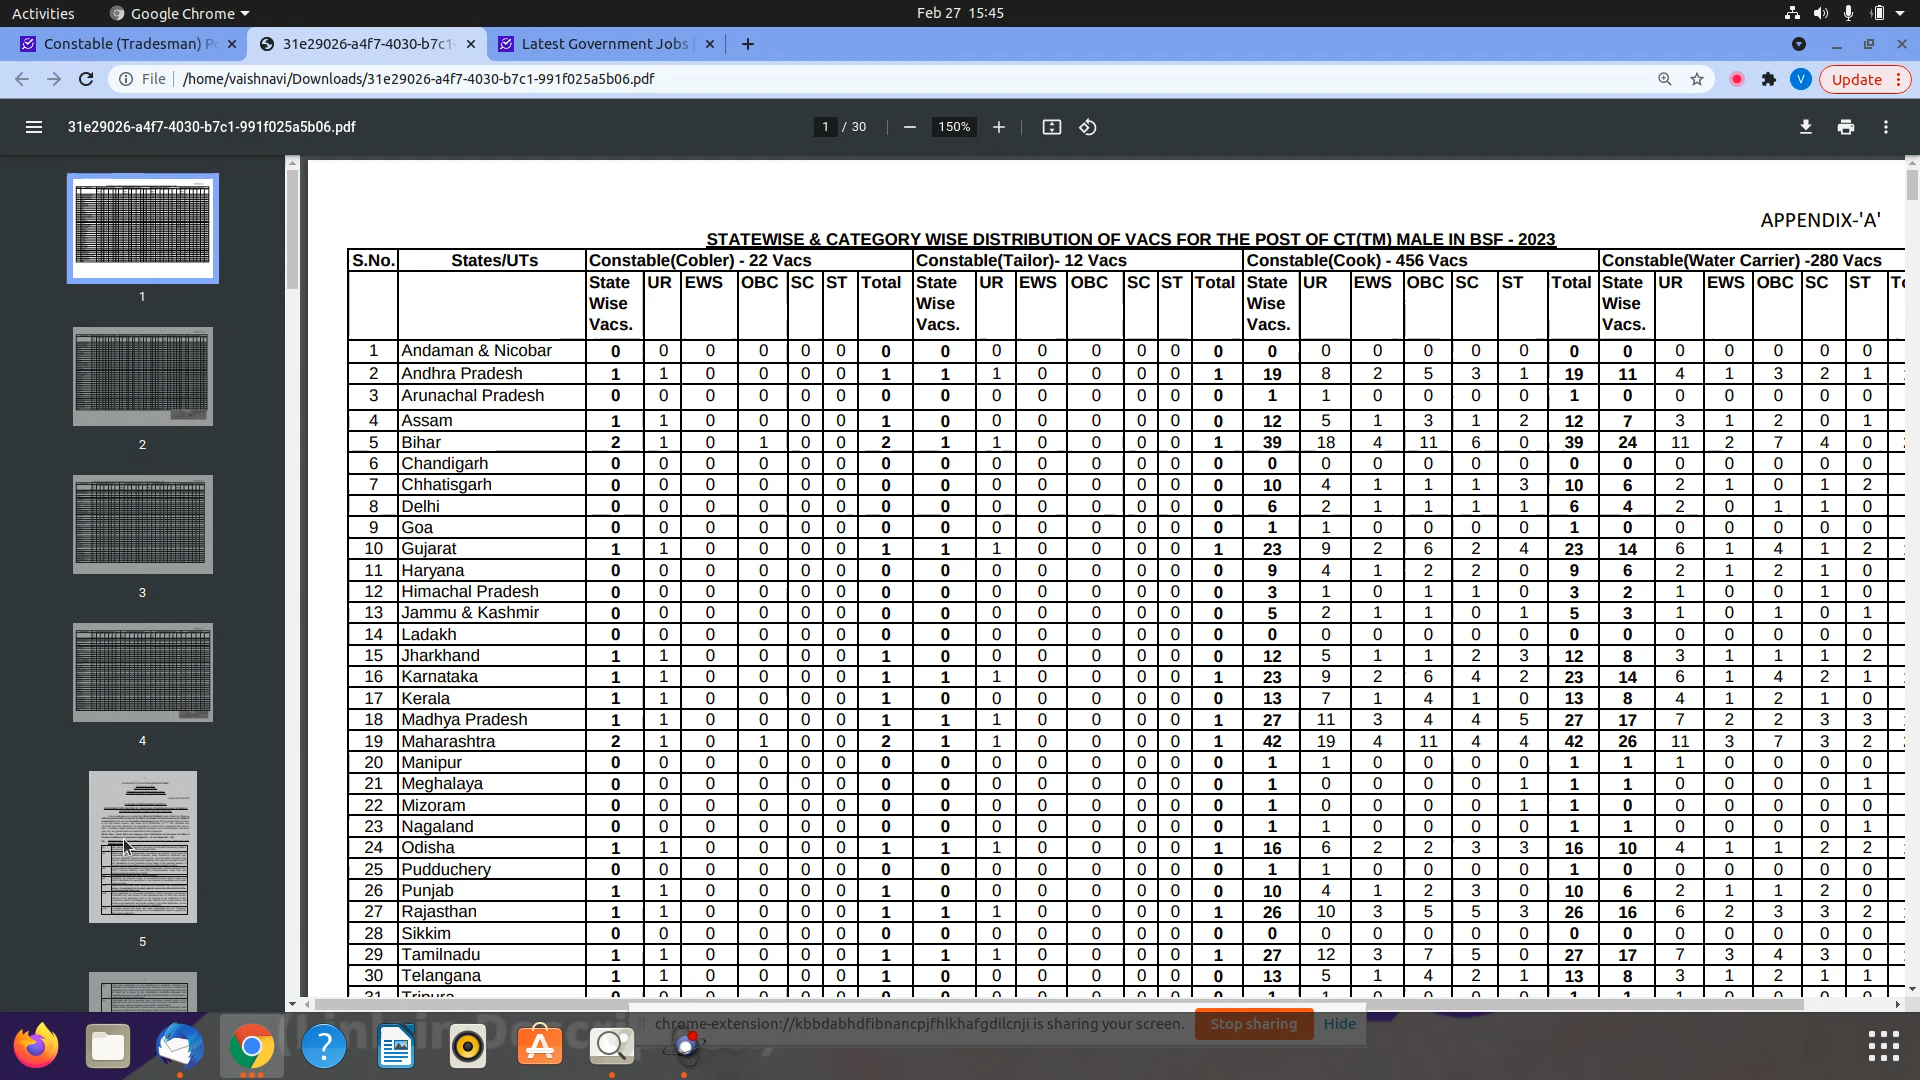 Activities Google Chrome Feb 27 15:45
Constable (Tradesman) Po 31e29026-a4f7-4030-b7c1- Latest Government Jobs
File /home/vaishnavi/Downloads/31e29026-a4f7-4030-b7c1-991f025a5b06.pdf V Update
31e29026-a4f7-4030-b7c1-991f025a5b06.pdf 1 / 30 150%
1
2
3
4
5
APPENDIX-'A'
STATEWISE & CATEGORY WISE DISTRIBUTION OF VACS FOR THE POST OF CT(TM) MALE IN BSF - 2023
S.No. States/UTs Constable(Cobler) - 22 Vacs Constable(Tailor)- 12 Vacs Constable(Cook) - 456 Vacs Constable(Water Carrier) -280 Vacs
State Wise Vacs. UR EWS OBC SC ST Total State Wise Vacs. UR EWS OBC SC ST Total State Wise Vacs. UR EWS OBC SC ST Total State Wise Vacs. UR EWS OBC SC ST
1 Andaman & Nicobar 0 0 0 0 0 0 0 0 0 0 0 0 0 0 0 0 0 0 0 0 0 0 0 0 0 0 0
2 Andhra Pradesh 1 1 0 0 0 0 1 1 1 0 0 0 0 1 19 8 2 5 3 1 19 11 4 1 3 2 1
3 Arunachal Pradesh 0 0 0 0 0 0 0 0 0 0 0 0 0 0 1 1 0 0 0 0 1 0 0 0 0 0 0
4 Assam 1 1 0 0 0 0 1 0 0 0 0 0 0 0 12 5 1 3 1 2 12 7 3 1 2 0 1
5 Bihar 2 1 0 1 0 0 2 1 1 0 0 0 0 1 39 18 4 11 6 0 39 24 11 2 7 4 0
6 Chandigarh 0 0 0 0 0 0 0 0 0 0 0 0 0 0 0 0 0 0 0 0 0 0 0 0 0 0 0
7 Chhatisgarh 0 0 0 0 0 0 0 0 0 0 0 0 0 0 10 4 1 1 1 3 10 6 2 1 0 1 2
8 Delhi 0 0 0 0 0 0 0 0 0 0 0 0 0 0 6 2 1 1 1 1 6 4 2 0 1 1 0
9 Goa 0 0 0 0 0 0 0 0 0 0 0 0 0 0 1 1 0 0 0 0 1 0 0 0 0 0 0
10 Gujarat 1 1 0 0 0 0 1 1 1 0 0 0 0 1 23 9 2 6 2 4 23 14 6 1 4 1 2
11 Haryana 0 0 0 0 0 0 0 0 0 0 0 0 0 0 9 4 1 2 2 0 9 6 2 1 2 1 0
12 Himachal Pradesh 0 0 0 0 0 0 0 0 0 0 0 0 0 0 3 1 0 1 1 0 3 2 1 0 0 1 0
13 Jammu & Kashmir 0 0 0 0 0 0 0 0 0 0 0 0 0 0 5 2 1 1 0 1 5 3 1 0 1 0 1
14 Ladakh 0 0 0 0 0 0 0 0 0 0 0 0 0 0 0 0 0 0 0 0 0 0 0 0 0 0 0
15 Jharkhand 1 1 0 0 0 0 1 0 0 0 0 0 0 0 12 5 1 1 2 3 12 8 3 1 1 1 2
16 Karnataka 1 1 0 0 0 0 1 1 1 0 0 0 0 1 23 9 2 6 4 2 23 14 6 1 4 2 1
17 Kerala 1 1 0 0 0 0 1 0 0 0 0 0 0 0 13 7 1 4 1 0 13 8 4 1 2 1 0
18 Madhya Pradesh 1 1 0 0 0 0 1 1 1 0 0 0 0 1 27 11 3 4 4 5 27 17 7 2 2 3 3
19 Maharashtra 2 1 0 1 0 0 2 1 1 0 0 0 0 1 42 19 4 11 4 4 42 26 11 3 7 3 2
20 Manipur 0 0 0 0 0 0 0 0 0 0 0 0 0 0 1 1 0 0 0 0 1 1 1 0 0 0 0
21 Meghalaya 0 0 0 0 0 0 0 0 0 0 0 0 0 0 1 0 0 0 0 1 1 1 0 0 0 0 1
22 Mizoram 0 0 0 0 0 0 0 0 0 0 0 0 0 0 1 0 0 0 0 1 1 0 0 0 0 0 0
23 Nagaland 0 0 0 0 0 0 0 0 0 0 0 0 0 0 1 1 0 0 0 0 1 1 0 0 0 0 1
24 Odisha 1 1 0 0 0 0 1 1 1 0 0 0 0 1 16 6 2 2 3 3 16 10 4 1 1 2 2
25 Pudduchery 0 0 0 0 0 0 0 0 0 0 0 0 0 0 1 1 0 0 0 0 1 0 0 0 0 0 0
26 Punjab 1 1 0 0 0 0 1 0 0 0 0 0 0 0 10 4 1 2 3 0 10 6 2 1 1 2 0
27 Rajasthan 1 1 0 0 0 0 1 1 1 0 0 0 0 1 26 10 3 5 5 3 26 16 6 2 3 3 2
28 Sikkim 0 0 0 0 0 0 0 0 0 0 0 0 0 0 0 0 0 0 0 0 0 0 0 0 0 0 0
29 Tamilnadu 1 1 0 0 0 0 1 1 1 0 0 0 0 1 27 12 3 7 5 0 27 17 7 3 4 3 0
30 Telangana 1 1 0 0 0 0 1 0 0 0 0 0 0 0 13 5 1 4 2 1 13 8 3 1 2 1 1
chrome-extension://kbbdabhdfibnancpjfhlkhafgdilcnji is sharing your screen. Stop sharing Hide